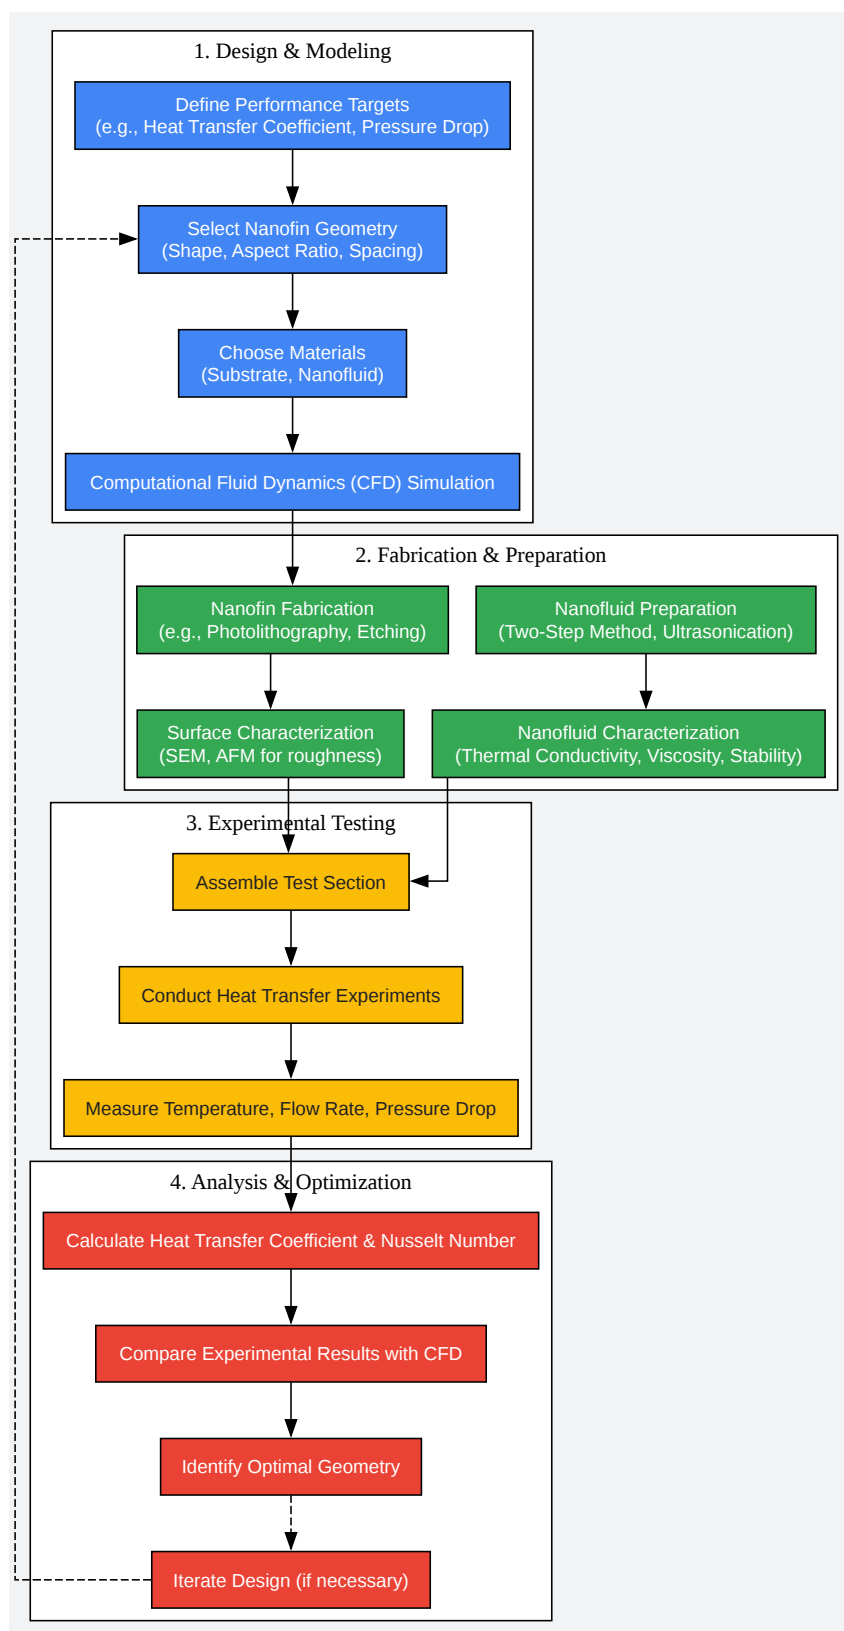 1. Design & Modeling
Define Performance Targets
(e.g., Heat Transfer Coefficient, Pressure Drop)
Select Nanofin Geometry
(Shape, Aspect Ratio, Spacing)
Choose Materials
(Substrate, Nanofluid)
Computational Fluid Dynamics (CFD) Simulation
2. Fabrication & Preparation
Nanofin Fabrication
(e.g., Photolithography, Etching)
Nanofluid Preparation
(Two-Step Method, Ultrasonication)
Surface Characterization
(SEM, AFM for roughness)
Nanofluid Characterization
(Thermal Conductivity, Viscosity, Stability)
3. Experimental Testing
Assemble Test Section
Conduct Heat Transfer Experiments
Measure Temperature, Flow Rate, Pressure Drop
4. Analysis & Optimization
Calculate Heat Transfer Coefficient & Nusselt Number
Compare Experimental Results with CFD
Identify Optimal Geometry
Iterate Design (if necessary)